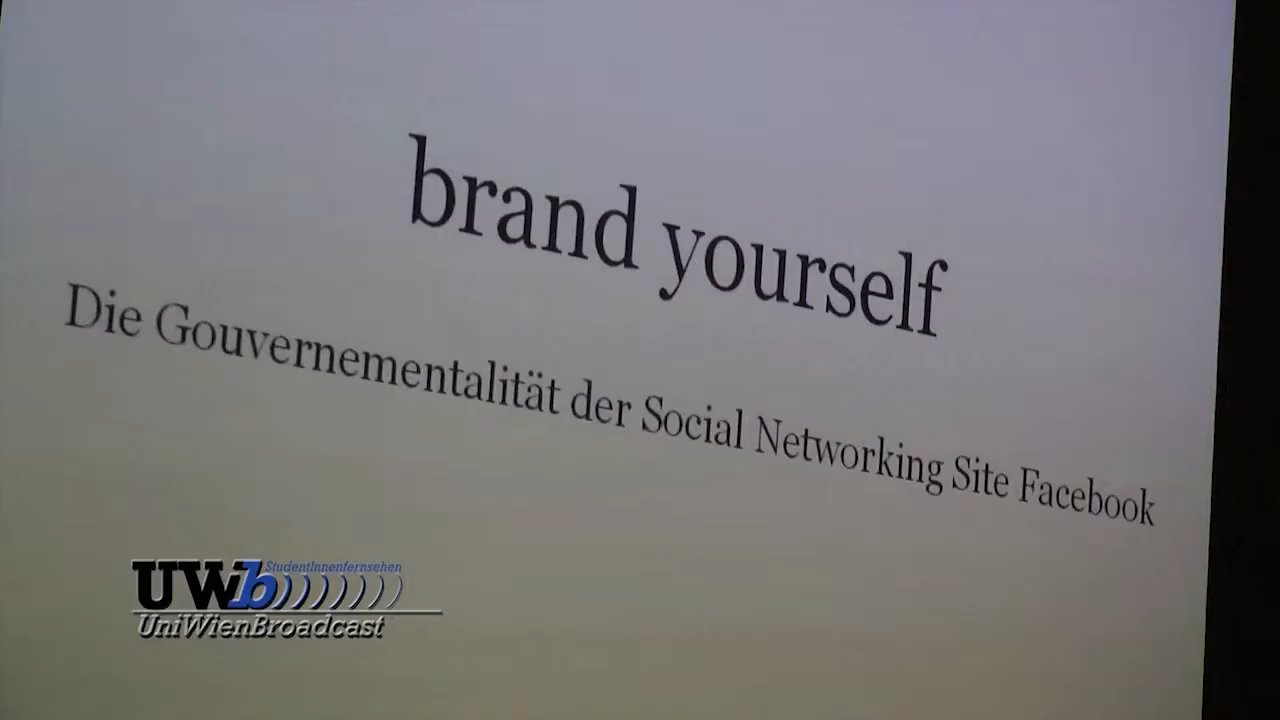 brand yourself
Die Gouvernementalität der Social Networking Site Facebook
UWb StudentInnenfernsehen
UniWienBroadcast